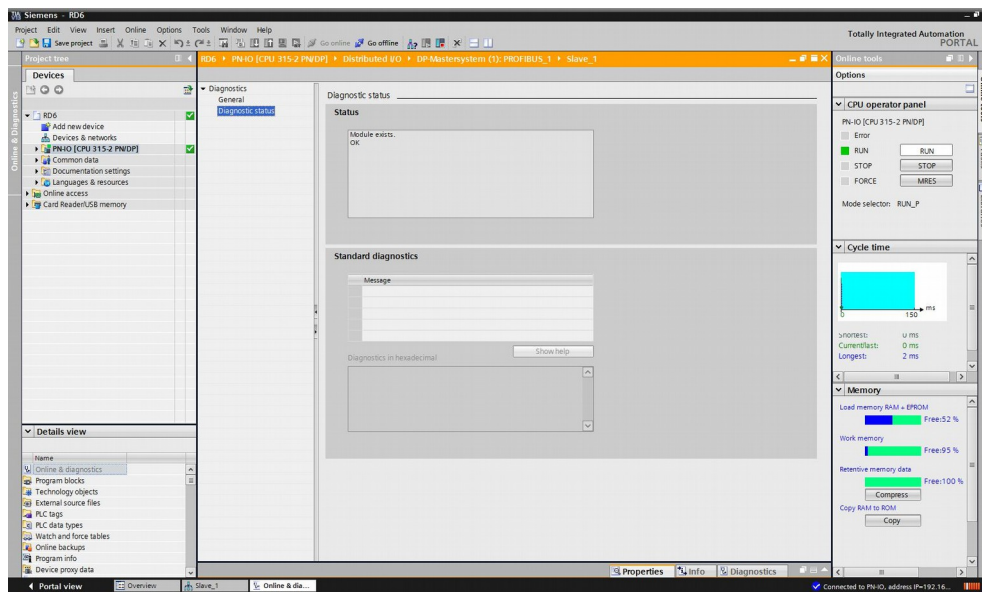 Siemens - RD6
Project Edit View Insert Online Options Tools Window Help
Save project Go online Go offline
Totally Integrated Automation
PORTAL
Project tree
RD6 PN-IO [CPU 315-2 PN/DP] Distributed I/O DP-Mastersystem (1): PROFIBUS_1 Slave_1
Online tools
Devices
Options
Online & Diagnostics
RD6
Add new device
Devices & networks
PN-IO [CPU 315-2 PN/DP]
Common data
Documentation settings
Languages & resources
Online access
Card Reader/USB memory
Details view
Name
Online & diagnostics
Program blocks
Technology objects
External source files
PLC tags
PLC data types
Watch and force tables
Online backups
Program info
Device proxy data
Diagnostics
General
Diagnostic status
Diagnostic status
Status
Module exists.
OK
Standard diagnostics
Message
Show help
Diagnostics in hexadecimal
CPU operator panel
PN-IO [CPU 315-2 PN/DP]
Error
RUN RUN
STOP STOP
FORCE MRES
Mode selector: RUN_P
Cycle time
0 150 ms
Shortest: 0 ms
Current/last: 0 ms
Longest: 2 ms
Memory
Load memory RAM + EPROM
Free:52 %
Work memory
Free:95 %
Retentive memory data
Free:100 %
Compress
Copy RAM to ROM
Copy
Properties Info Diagnostics
Portal view Overview Slave_1 Online & dia...
Connected to PN-IO, address IP=192.16...